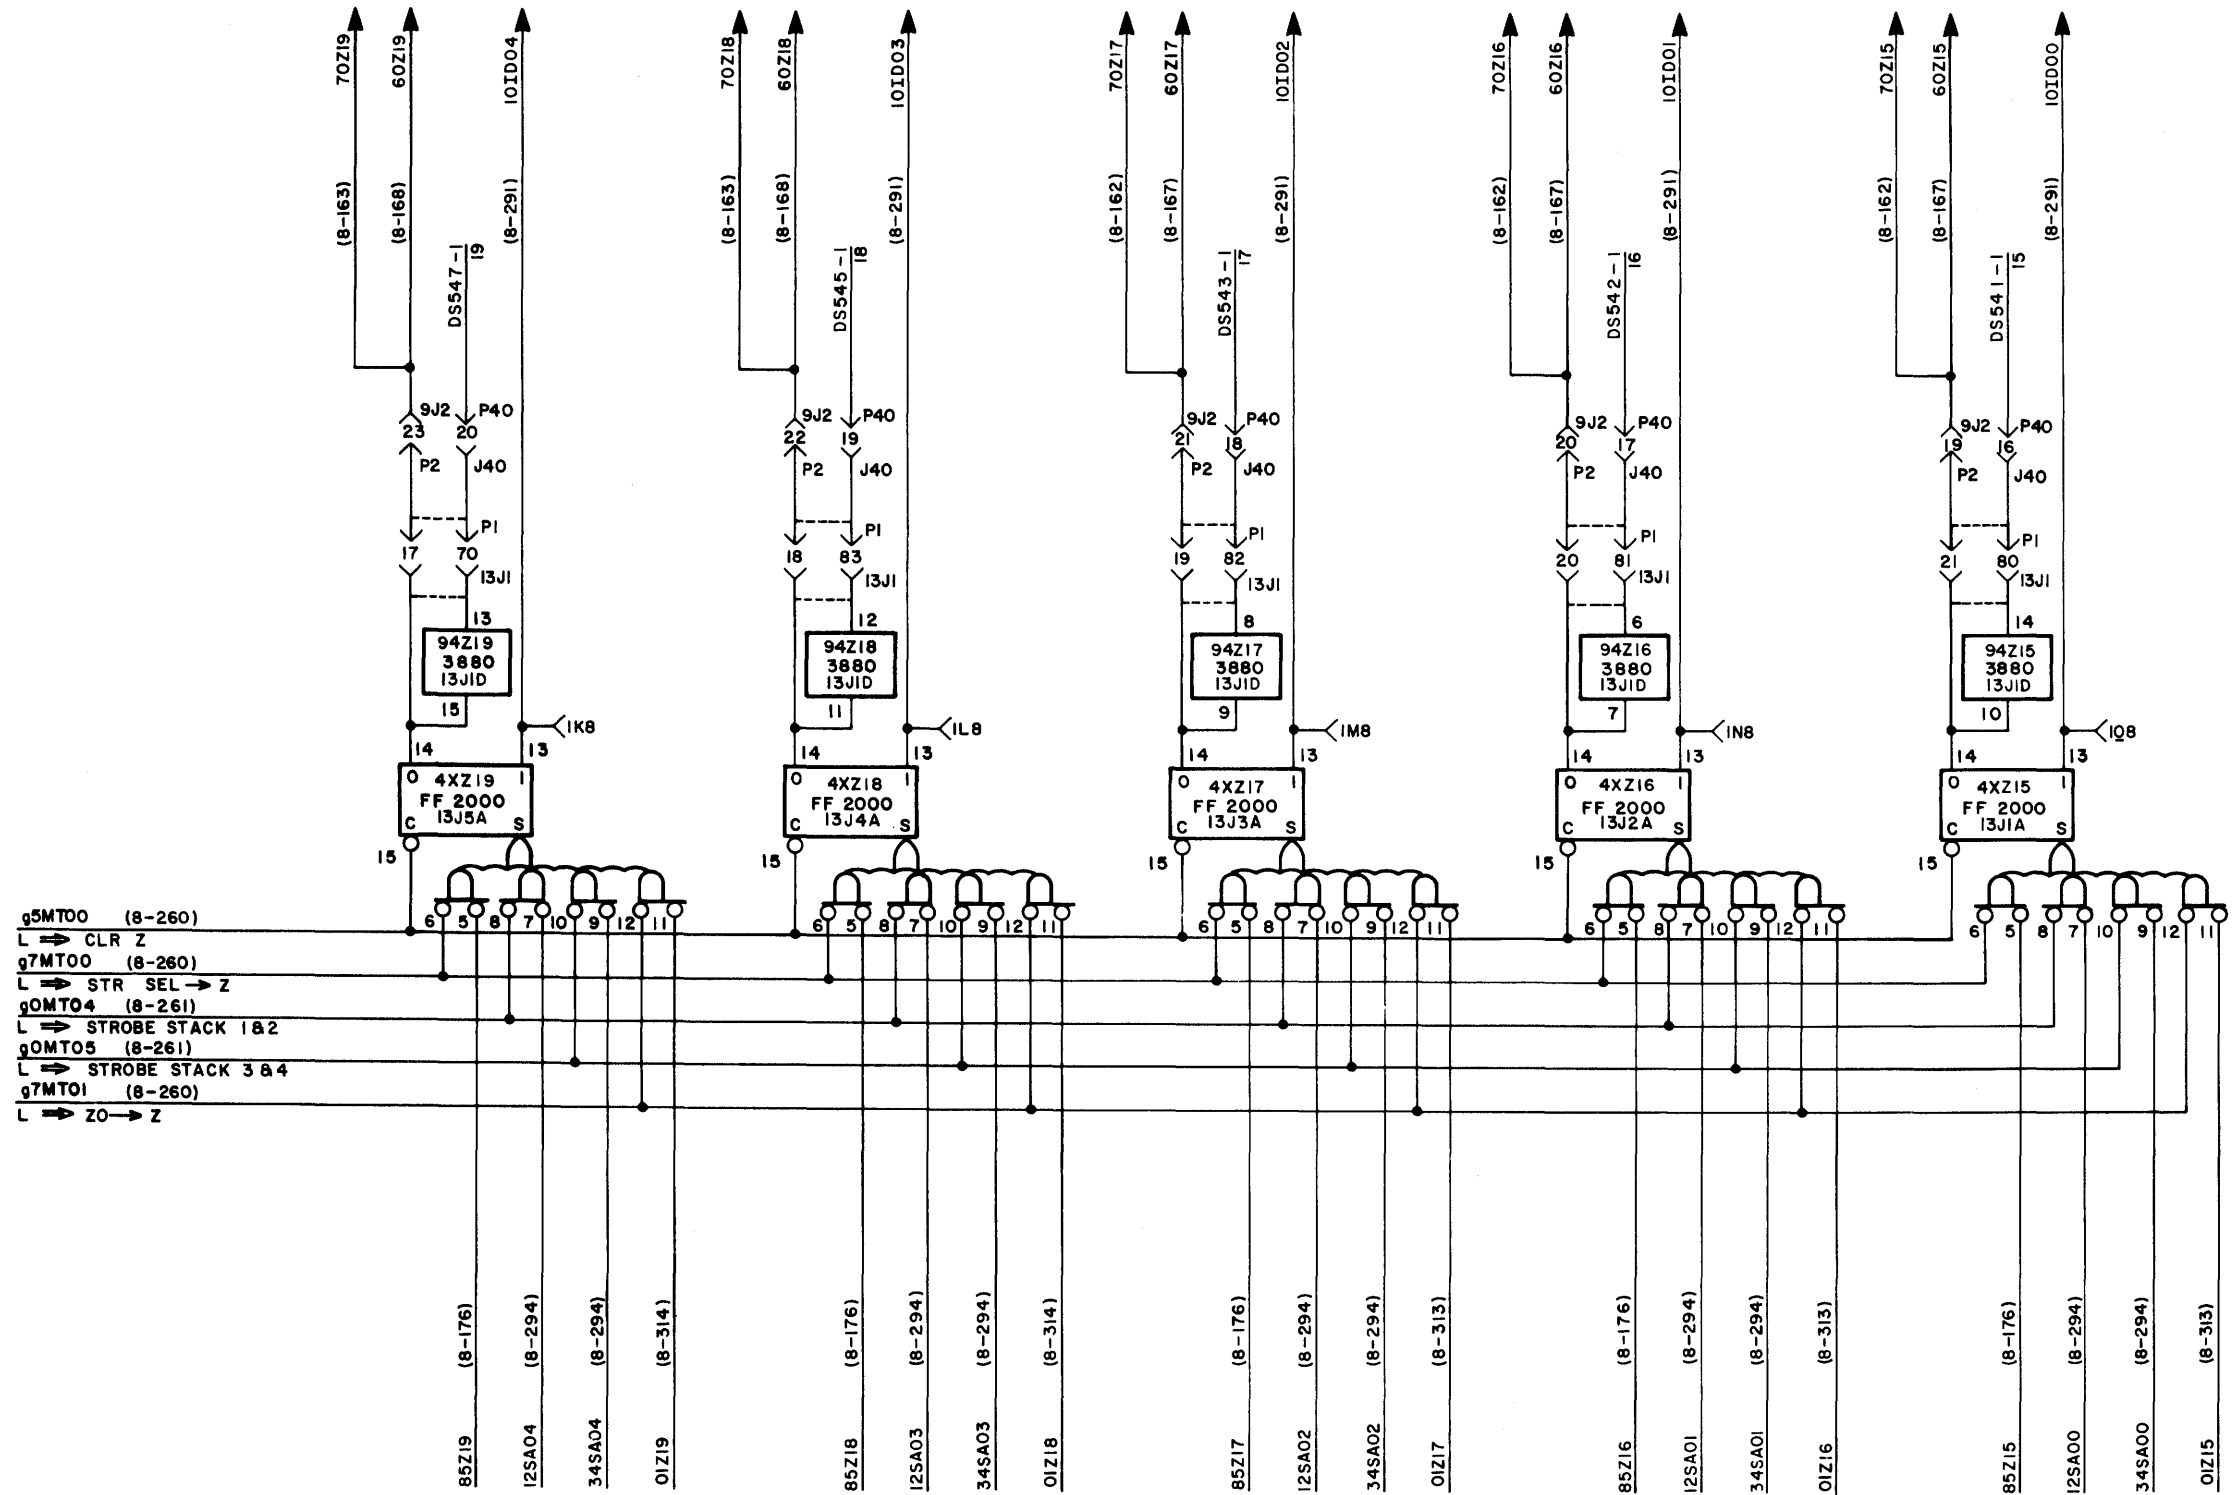 70Z19 60Z19 10ID04 70Z18 60Z18 10ID03 70Z17 60Z17 10ID02 70Z16 60Z16 10ID01 70Z15 60Z15 10ID00
(8-163) (8-168) (8-291) (8-163) (8-168) (8-291) (8-162) (8-167) (8-291) (8-162) (8-167) (8-291) (8-162) (8-167) (8-291)
DS547-1 19 DS545-1 18 DS543-1 17 DS542-1 16 DS541-1 15
9J2 P40 9J2 P40 9J2 P40 9J2 P40 9J2 P40
23 20 22 19 21 18 20 17 19 16
P2 J40 P2 J40 P2 J40 P2 J40 P2 J40
P1 P1 P1 P1 P1
17 70 18 83 19 82 20 81 21 80
13J1 13J1 13J1 13J1 13J1
13 12 8 6 14
94Z19 94Z18 94Z17 94Z16 94Z15
3880 3880 3880 3880 3880
13J1D 13J1D 13J1D 13J1D 13J1D
15 11 9 7 10
1K8 1L8 1M8 1N8 1O8
14 13 14 13 14 13 14 13 14 13
0 4XZ19 1 0 4XZ18 1 0 4XZ17 1 0 4XZ16 1 0 4XZ15 1
FF 2000 FF 2000 FF 2000 FF 2000 FF 2000
C 13J5A S C 13J4A S C 13J3A S C 13J2A S C 13J1A S
15 15 15 15 15
6 5 8 7 10 9 12 11 6 5 8 7 10 9 12 11 6 5 8 7 10 9 12 11 6 5 8 7 10 9 12 11 6 5 8 7 10 9 12 11
g5MT00 (8-260)
L ⇒ CLR Z
g7MT00 (8-260)
L ⇒ STR SEL → Z
g0MT04 (8-261)
L ⇒ STROBE STACK 1&2
g0MT05 (8-261)
L ⇒ STROBE STACK 3&4
g7MT01 (8-260)
L ⇒ Z0 → Z
(8-176) (8-294) (8-294) (8-314) (8-176) (8-294) (8-294) (8-314) (8-176) (8-294) (8-294) (8-313) (8-176) (8-294) (8-294) (8-313) (8-176) (8-294) (8-294) (8-313)
85Z19 12SA04 34SA04 01Z19 85Z18 12SA03 34SA03 01Z18 85Z17 12SA02 34SA02 01Z17 85Z16 12SA01 34SA01 01Z16 85Z15 12SA00 34SA00 01Z15